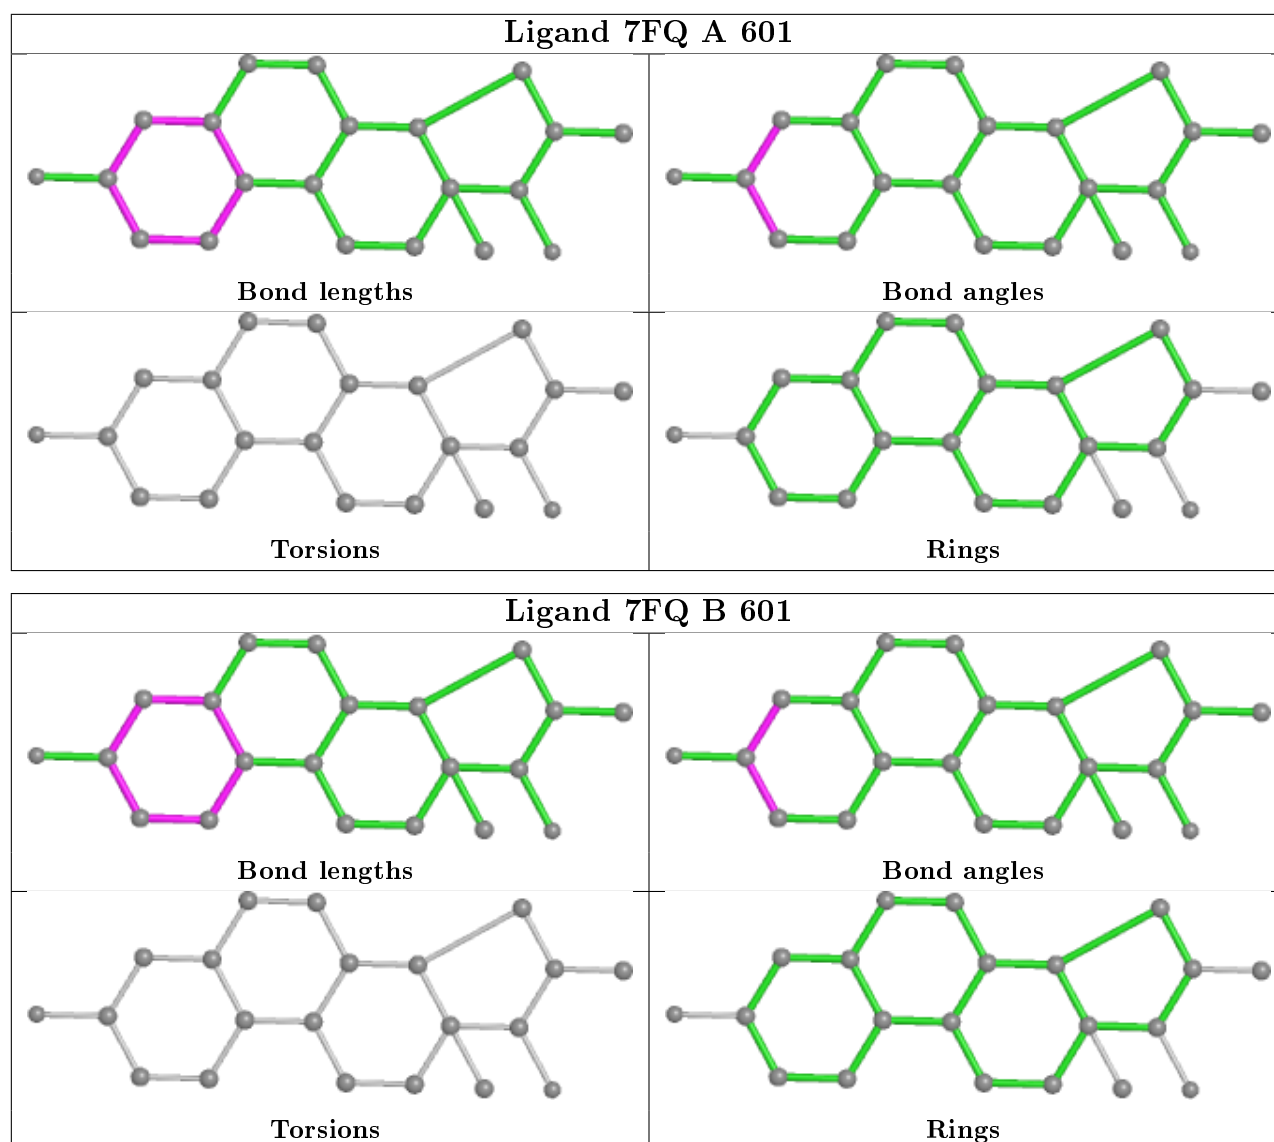 Ligand 7FQ A 601
Bond lengths
Bond angles
Torsions
Rings
Ligand 7FQ B 601
Bond lengths
Bond angles
Torsions
Rings